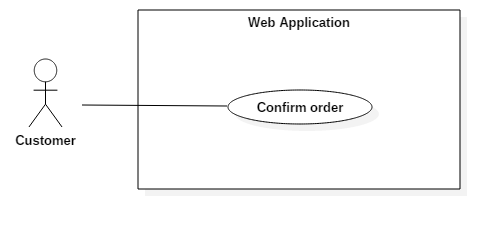 Web Application
Confirm order
Customer